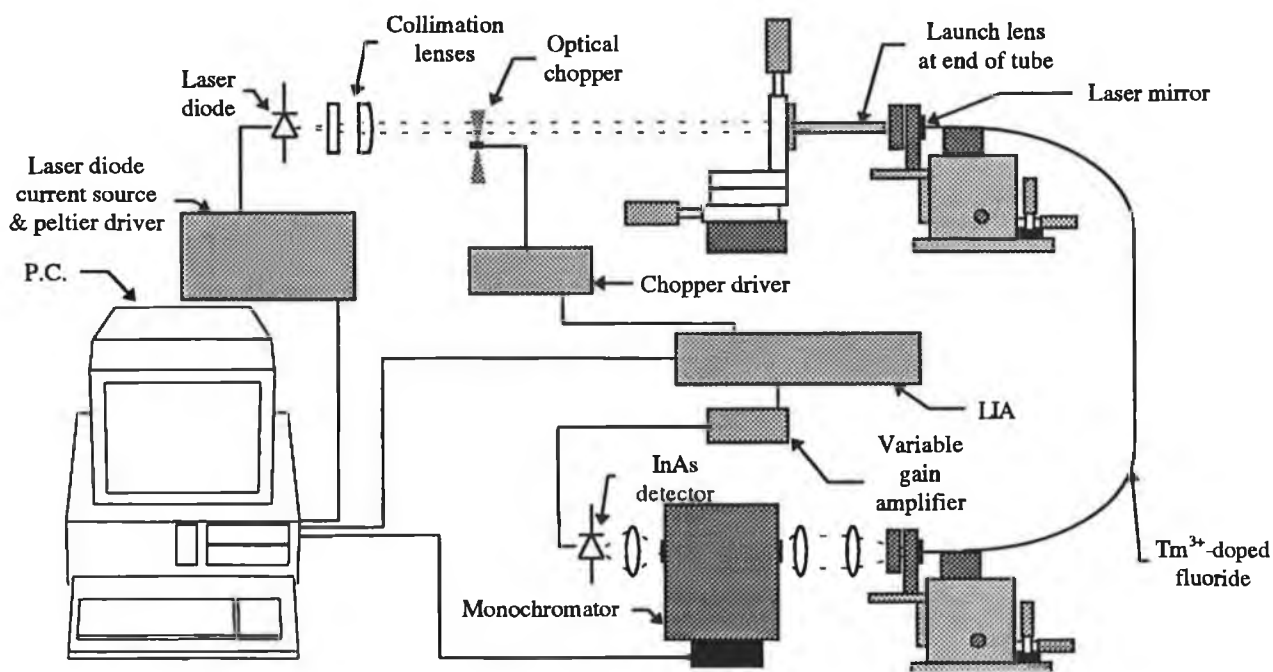 Collimation
lenses
Optical
chopper
Launch lens
at end of tube
Laser mirror
Laser
diode
Laser diode
current source
& peltier driver
P.C.
Chopper driver
LIA
Variable
gain
amplifier
InAs
detector
Monochromator
Tm³⁺-doped
fluoride